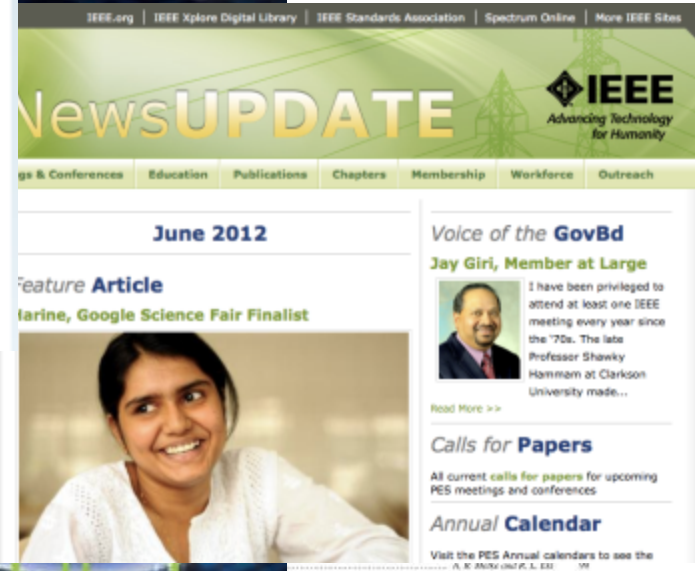 IEEE.org | IEEE Xplore Digital Library | IEEE Standards Association | Spectrum Online | More IEEE Sites
NewsUPDATE
IEEE
Advancing Technology
for Humanity
gs & Conferences
Education
Publications
Chapters
Membership
Workforce
Outreach
June 2012
Feature Article
Harine, Google Science Fair Finalist
Voice of the GovBd
Jay Giri, Member at Large
I have been privileged to
attend at least one IEEE
meeting every year since
the '70s. The late
Professor Shawky
Hammam at Clarkson
University made...
Read More >>
Calls for Papers
All current calls for papers for upcoming
PES meetings and conferences
Annual Calendar
Visit the PES Annual calendars to see the